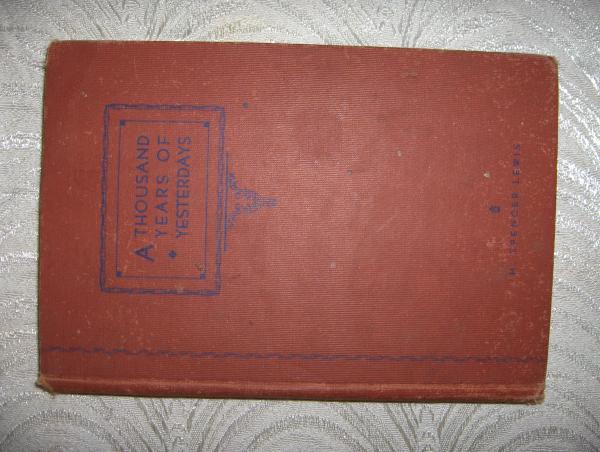 A THOUSAND
YEARS OF
YESTERDAYS
H. SPENCER LEWIS